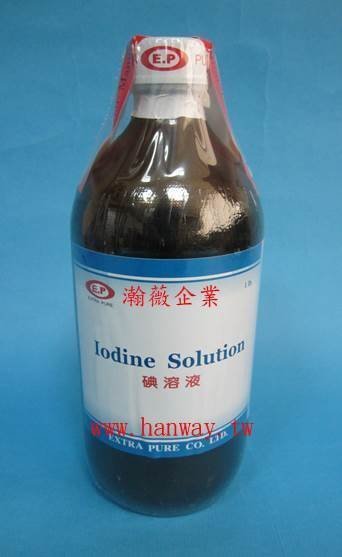 E.P
PU
E.P
EXTRA PURE
1 lb
瀚薇企業
Iodine Solution
碘溶液
www.hanway.tw
EXTRA PURE CO. LTD.